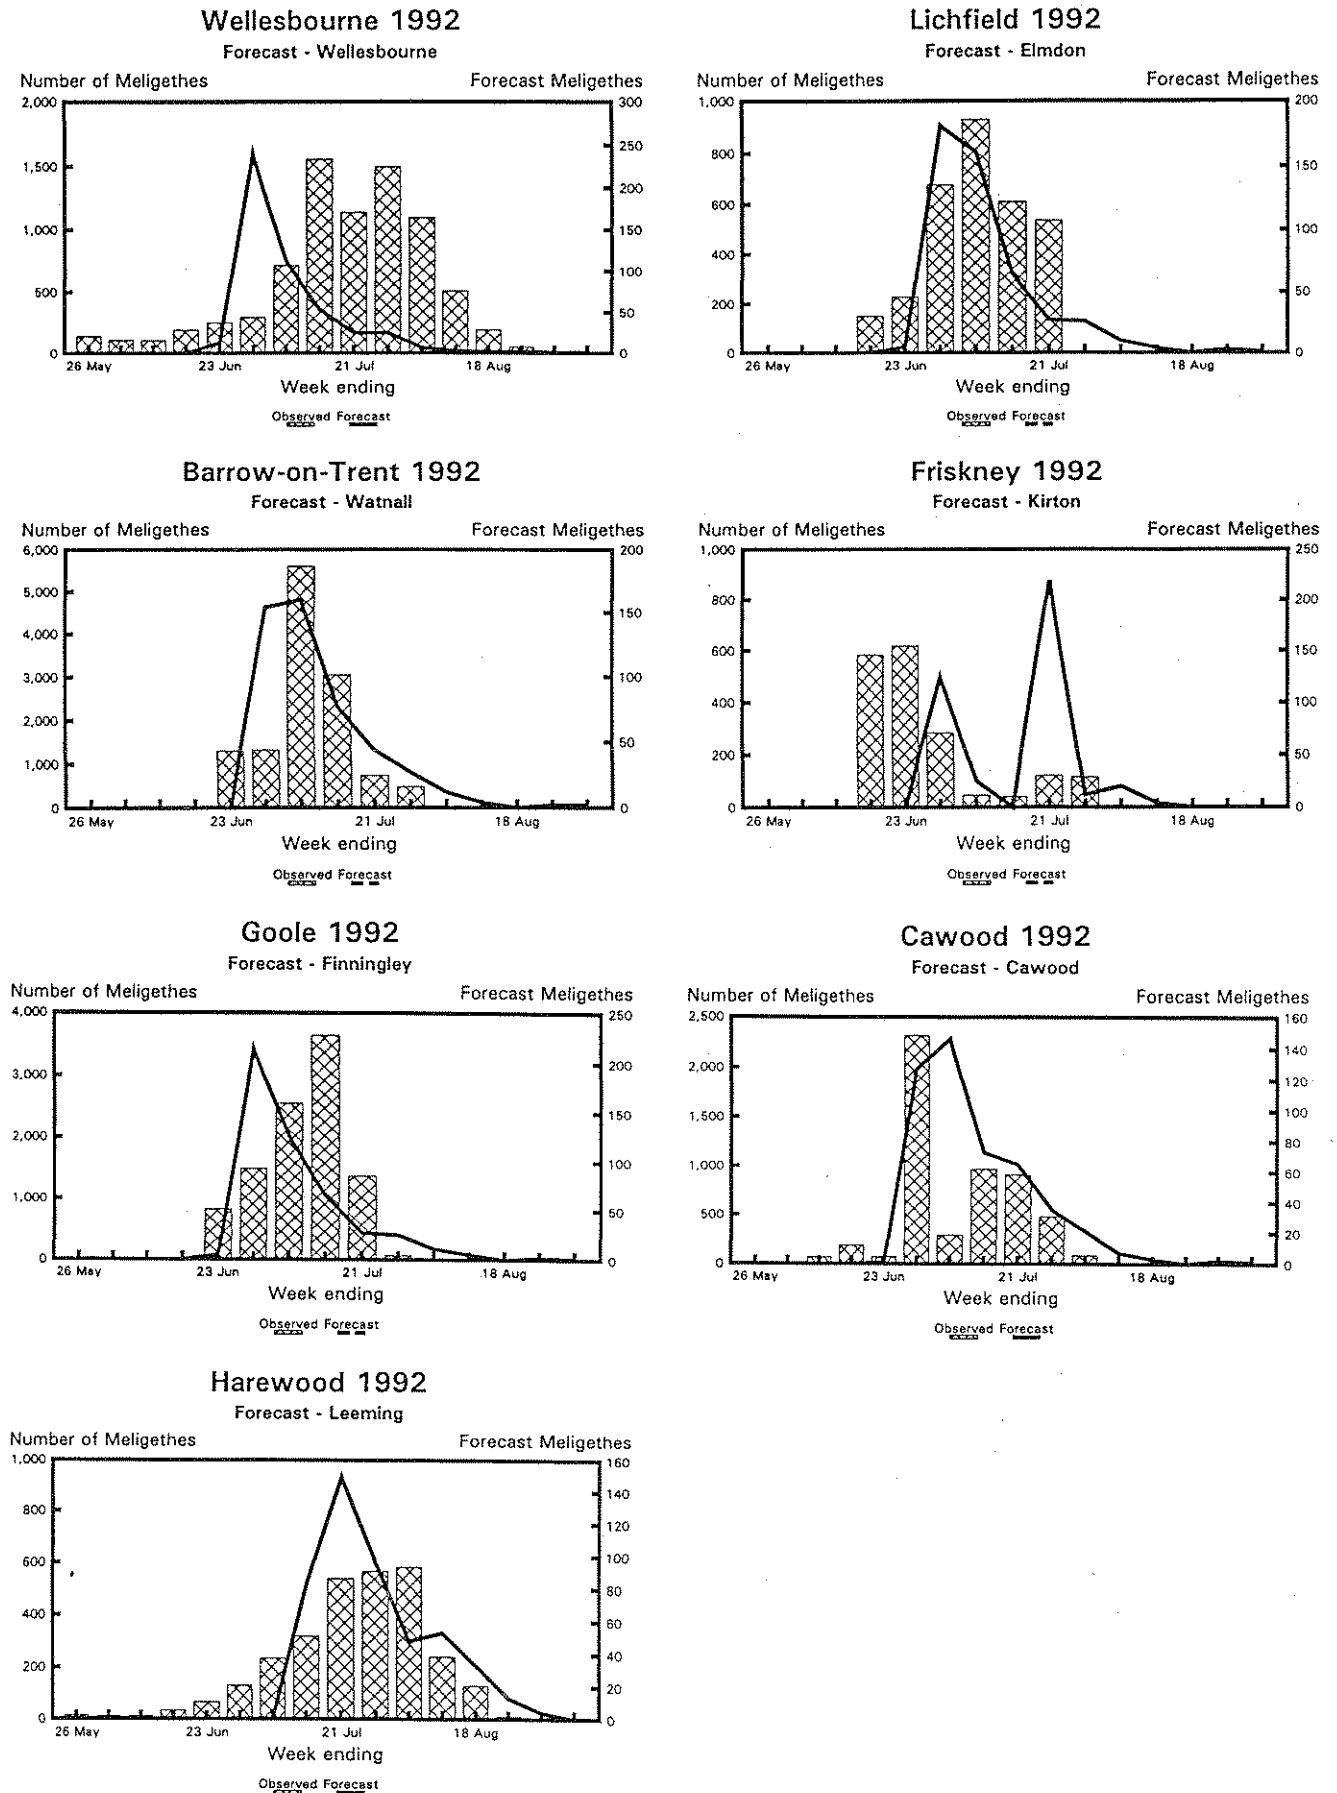 Wellesbourne 1992
Forecast - Wellesbourne
Number of Meligethes Forecast Meligethes
2,000 300
250
1,500
200
1,000 150
100
500
50
0 0
26 May 23 Jun 21 Jul 18 Aug
Week ending
Observed Forecast
Lichfield 1992
Forecast - Elmdon
Number of Meligethes Forecast Meligethes
1,000 200
800
150
600
100
400
50
200
0 0
26 May 23 Jun 21 Jul 18 Aug
Week ending
Observed Forecast
Barrow-on-Trent 1992
Forecast - Watnall
Number of Meligethes Forecast Meligethes
6,000 200
5,000
150
4,000
3,000 100
2,000
50
1,000
0 0
26 May 23 Jun 21 Jul 18 Aug
Week ending
Observed Forecast
Friskney 1992
Forecast - Kirton
Number of Meligethes Forecast Meligethes
1,000 250
800 200
600 150
400 100
200 50
0 0
26 May 23 Jun 21 Jul 18 Aug
Week ending
Observed Forecast
Goole 1992
Forecast - Finningley
Number of Meligethes Forecast Meligethes
4,000 250
200
3,000
150
2,000
100
1,000
50
0 0
26 May 23 Jun 21 Jul 18 Aug
Week ending
Observed Forecast
Cawood 1992
Forecast - Cawood
Number of Meligethes Forecast Meligethes
2,500 160
140
2,000
120
1,500 100
80
1,000
60
40
500
20
0 0
26 May 23 Jun 21 Jul 18 Aug
Week ending
Observed Forecast
Harewood 1992
Forecast - Leeming
Number of Meligethes Forecast Meligethes
1,000 160
140
800
120
600 100
80
400 60
40
200
20
0 0
26 May 23 Jun 21 Jul 18 Aug
Week ending
Observed Forecast